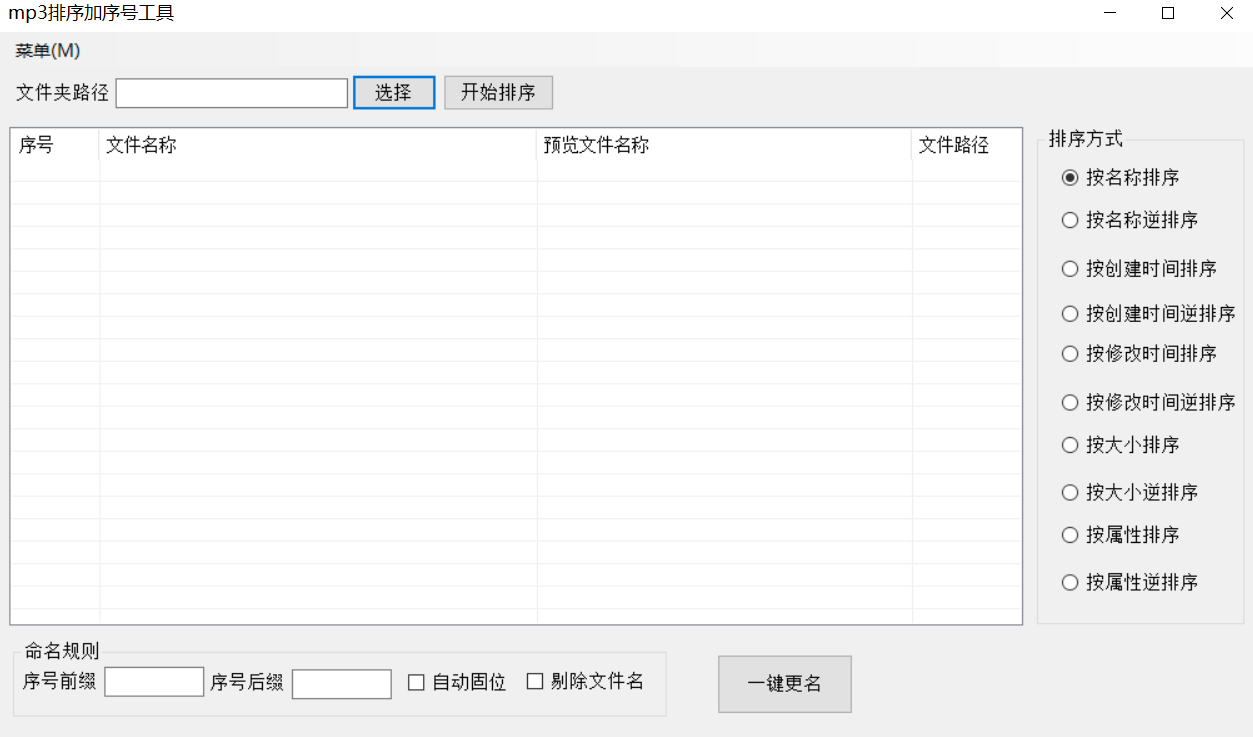 mp3排序加序号工具
菜单(M)
文件夹路径 选择 开始排序
序号 文件名称 预览文件名称 文件路径
排序方式
按名称排序
按名称逆排序
按创建时间排序
按创建时间逆排序
按修改时间排序
按修改时间逆排序
按大小排序
按大小逆排序
按属性排序
按属性逆排序
命名规则
序号前缀 序号后缀 自动固位 剔除文件名
一键更名